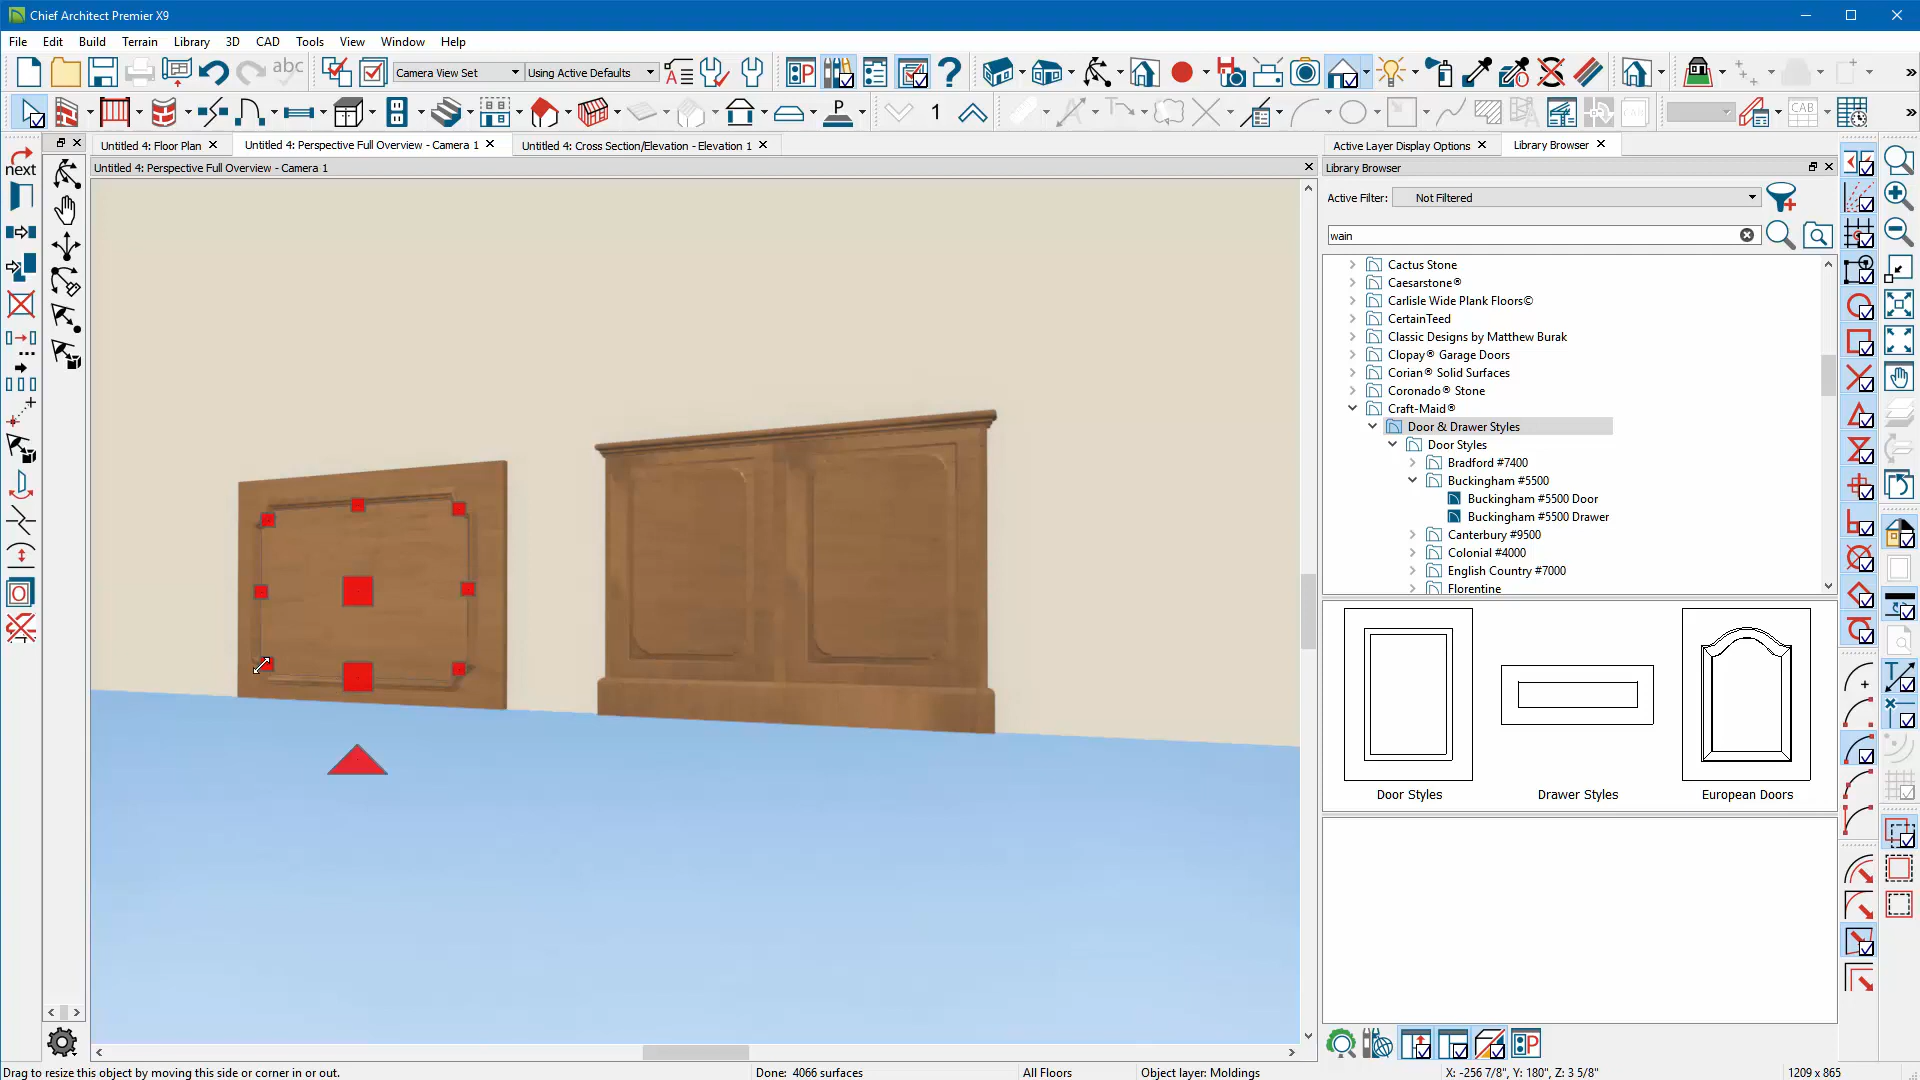 Chief Architect Premier X9
File Edit Build Terrain Library 3D CAD Tools View Window Help
abc Camera View Set Using Active Defaults
P 1 CAB
next
Untitled 4: Floor Plan Untitled 4: Perspective Full Overview - Camera 1 Untitled 4: Cross Section/Elevation - Elevation 1 Active Layer Display Options Library Browser
Untitled 4: Perspective Full Overview - Camera 1
Library Browser
Active Filter: Not Filtered
wain
Cactus Stone
Caesarstone®
Carlisle Wide Plank Floors©
CertainTeed
Classic Designs by Matthew Burak
Clopay® Garage Doors
Corian® Solid Surfaces
Coronado® Stone
Craft-Maid®
Door & Drawer Styles
Door Styles
Bradford #7400
Buckingham #5500
Buckingham #5500 Door
Buckingham #5500 Drawer
Canterbury #9500
Colonial #4000
English Country #7000
Florentine
Door Styles Drawer Styles European Doors
Drag to resize this object by moving this side or corner in or out. Done: 4066 surfaces All Floors Object layer: Moldings X: -256 7/8", Y: 180", Z: 3 5/8" 1209 x 865